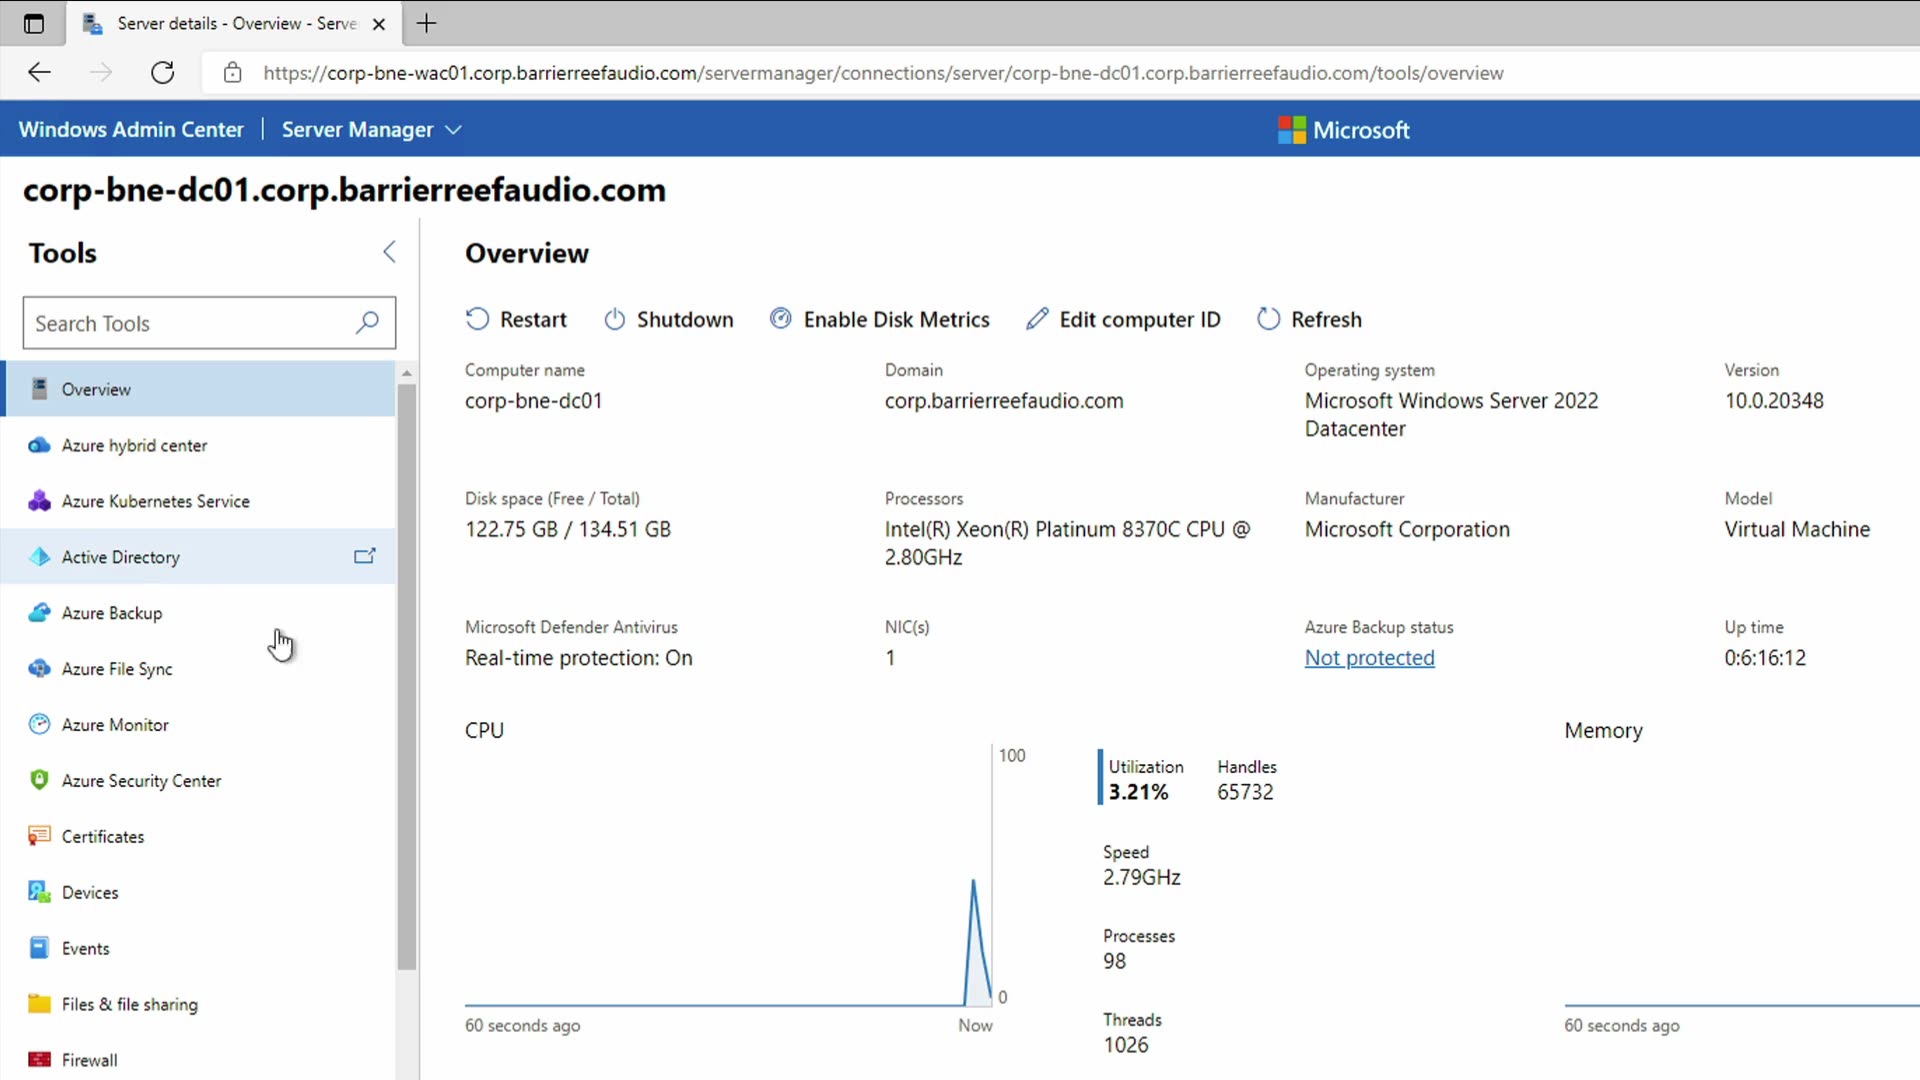 Server details - Overview - Serve
https://corp-bne-wac01.corp.barrierreefaudio.com/servermanager/connections/server/corp-bne-dc01.corp.barrierreefaudio.com/tools/overview
Windows Admin Center | Server Manager
Microsoft
corp-bne-dc01.corp.barrierreefaudio.com
Tools
Search Tools
Overview
Azure hybrid center
Azure Kubernetes Service
Active Directory
Azure Backup
Azure File Sync
Azure Monitor
Azure Security Center
Certificates
Devices
Events
Files & file sharing
Firewall
Overview
Restart Shutdown Enable Disk Metrics Edit computer ID Refresh
Computer name
corp-bne-dc01
Domain
corp.barrierreefaudio.com
Operating system
Microsoft Windows Server 2022
Datacenter
Version
10.0.20348
Disk space (Free / Total)
122.75 GB / 134.51 GB
Processors
Intel(R) Xeon(R) Platinum 8370C CPU @
2.80GHz
Manufacturer
Microsoft Corporation
Model
Virtual Machine
Microsoft Defender Antivirus
Real-time protection: On
NIC(s)
1
Azure Backup status
Not protected
Up time
0:6:16:12
CPU
100
0
60 seconds ago
Now
Utilization
3.21%
Handles
65732
Speed
2.79GHz
Processes
98
Threads
1026
Memory
60 seconds ago